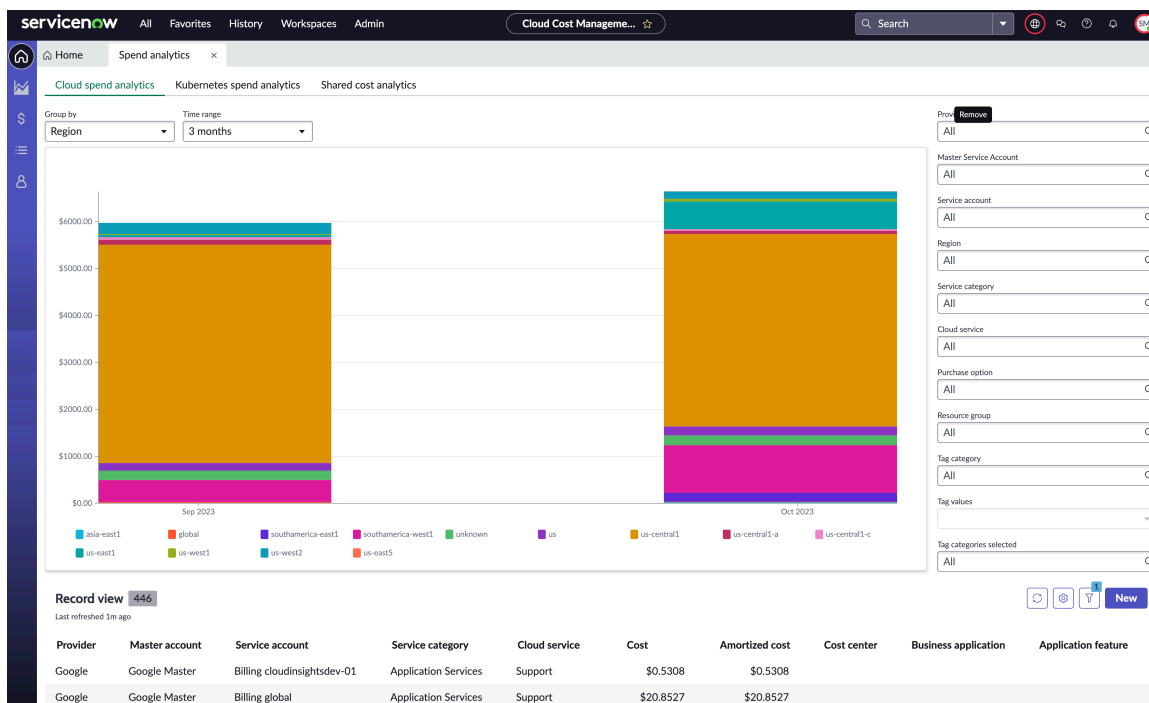 servicenow All Favorites History Workspaces Admin Cloud Cost Manageme... Search SM
Home Spend analytics ×
Cloud spend analytics Kubernetes spend analytics Shared cost analytics
Group by Time range
Region 3 months
Remove
All
Master Service Account
All
Service account
All
Region
All
Service category
All
Cloud service
All
Purchase option
All
Resource group
All
Tag category
All
Tag values
Tag categories selected
All
$6000.00
$5000.00
$4000.00
$3000.00
$2000.00
$1000.00
$0.00
Sep 2023 Oct 2023
asia-east1 global southamerica-east1 southamerica-west1 unknown us us-central1 us-central1-a us-central1-c
us-east1 us-west1 us-west2 us-east5
Record view 446 1 New
Last refreshed 1m ago
Provider Master account Service account Service category Cloud service Cost Amortized cost Cost center Business application Application feature
Google Google Master Billing cloudinsightsdev-01 Application Services Support $0.5308 $0.5308
Google Google Master Billing global Application Services Support $20.8527 $20.8527